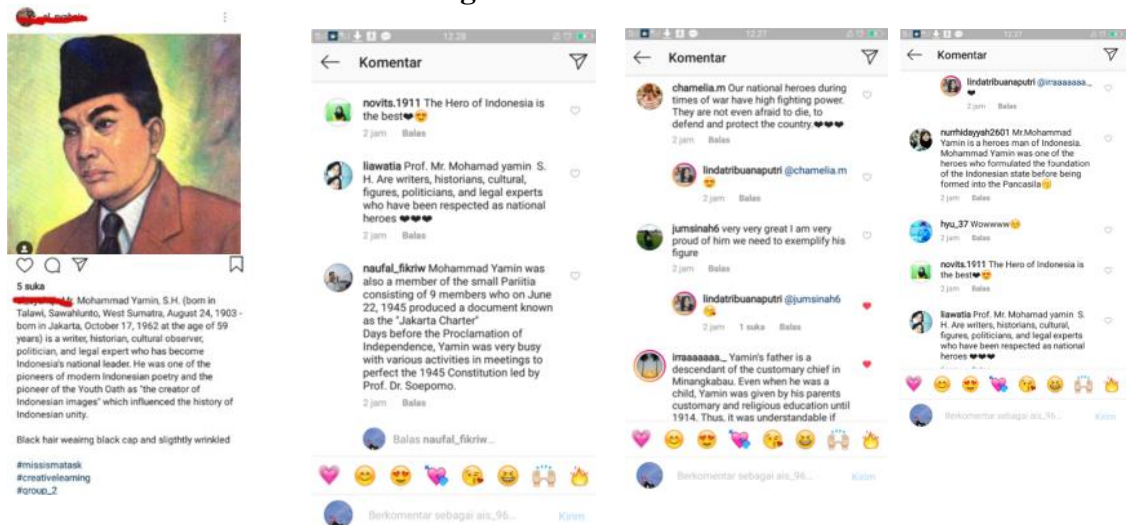 5 suka
Mr. Mohammad Yamin, S.H. (born in
Talawi, Sawahlunto, West Sumatra, August 24, 1903 -
born in Jakarta, October 17, 1962 at the age of 59
years) is a writer, historian, cultural observer,
politician, and legal expert who has become
Indonesia's national leader. He was one of the
pioneers of modern Indonesian poetry and the
pioneer of the Youth Oath as "the creator of
Indonesian images" which influenced the history of
Indonesian unity.
Black hair weairng black cap and sligthtly wrinkled
#missismatask
#creativelearning
#group_2
12.28
Komentar
novits.1911 The Hero of Indonesia is
the best❤😍
2 jam Balas
liawatia Prof. Mr. Mohamad yamin S.
H. Are writers, historians, cultural,
figures, politicians, and legal experts
who have been respected as national
heroes ❤❤❤
2 jam Balas
naufal_fikriw Mohammad Yamin was
also a member of the small Pariitia
consisting of 9 members who on June
22, 1945 produced a document known
as the "Jakarta Charter"
Days before the Proclamation of
Independence, Yamin was very busy
with various activities in meetings to
perfect the 1945 Constitution led by
Prof. Dr. Soepomo.
2 jam Balas
Balas naufal_fikriw...
Berkomentar sebagai ais_96... Kirim
12.27
Komentar
chamelia.m Our national heroes during
times of war have high fighting power.
They are not even afraid to die, to
defend and protect the country.❤❤❤
2 jam Balas
lindatribuanaputri @chamelia.m
😍
2 jam Balas
jumsinah6 very very great I am very
proud of him we need to exemplify his
figure
2 jam Balas
lindatribuanaputri @jumsinah6
😘
2 jam 1 suka Balas
irraaaaaaa._ Yamin's father is a
descendant of the customary chief in
Minangkabau. Even when he was a
child, Yamin was given by his parents
customary and religious education until
1914. Thus, it was understandable if
Berkomentar sebagai ais_96... Kirim
12.27
Komentar
lindatribuanaputri @irraaaaaaa._
❤
2 jam Balas
nurrhidayyah2601 Mr.Mohammad
Yamin is a heroes man of Indonesia.
Mohammad Yamin was one of the
heroes who formulated the foundation
of the Indonesian state before being
formed into the Pancasila
2 jam Balas
hyu_37 Wowwww
2 jam Balas
novits.1911 The Hero of Indonesia is
the best❤😍
2 jam Balas
liawatia Prof. Mr. Mohamad yamin S.
H. Are writers, historians, cultural,
figures, politicians, and legal experts
who have been respected as national
heroes ❤❤❤
Berkomentar sebagai ais_96... Kirim